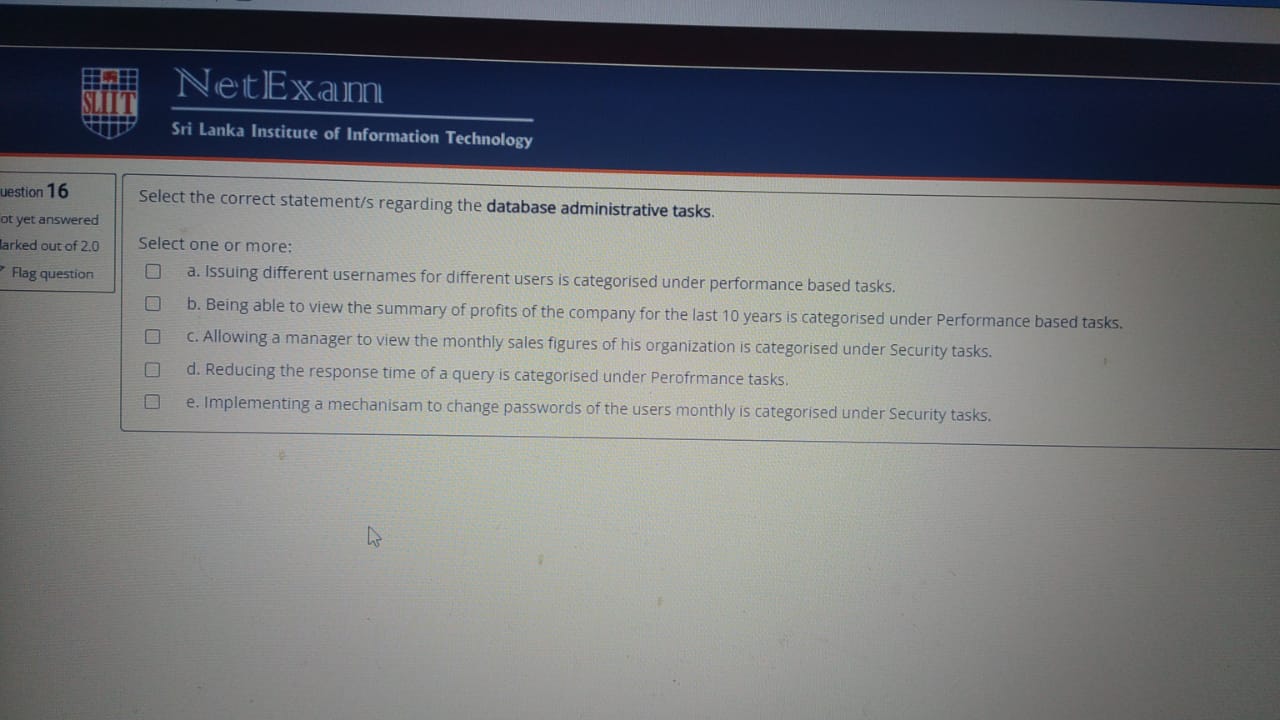 SLIIT
NetExam
Sri Lanka Institute of Information Technology
uestion 16
ot yet answered
arked out of 2.0
Flag question
Select the correct statement/s regarding the database administrative tasks.
Select one or more:
a. Issuing different usernames for different users is categorised under performance based tasks.
b. Being able to view the summary of profits of the company for the last 10 years is categorised under Performance based tasks.
c. Allowing a manager to view the monthly sales figures of his organization is categorised under Security tasks.
d. Reducing the response time of a query is categorised under Perofrmance tasks.
e. Implementing a mechanisam to change passwords of the users monthly is categorised under Security tasks.